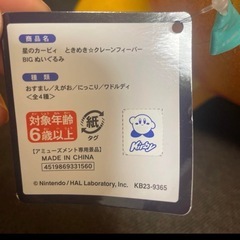 商品名
星のカービィ ときめき☆クレーンフィーバー
BIGぬいぐるみ
種類
おすまし／えがお／にっこり／ワドルディ
＜全4種＞
対象年齢
6歳以上
紙
タグ
Kirby
【アミューズメント専用景品】
MADE IN CHINA
4519869331560
© Nintendo / HAL Laboratory, Inc. KB23-9365